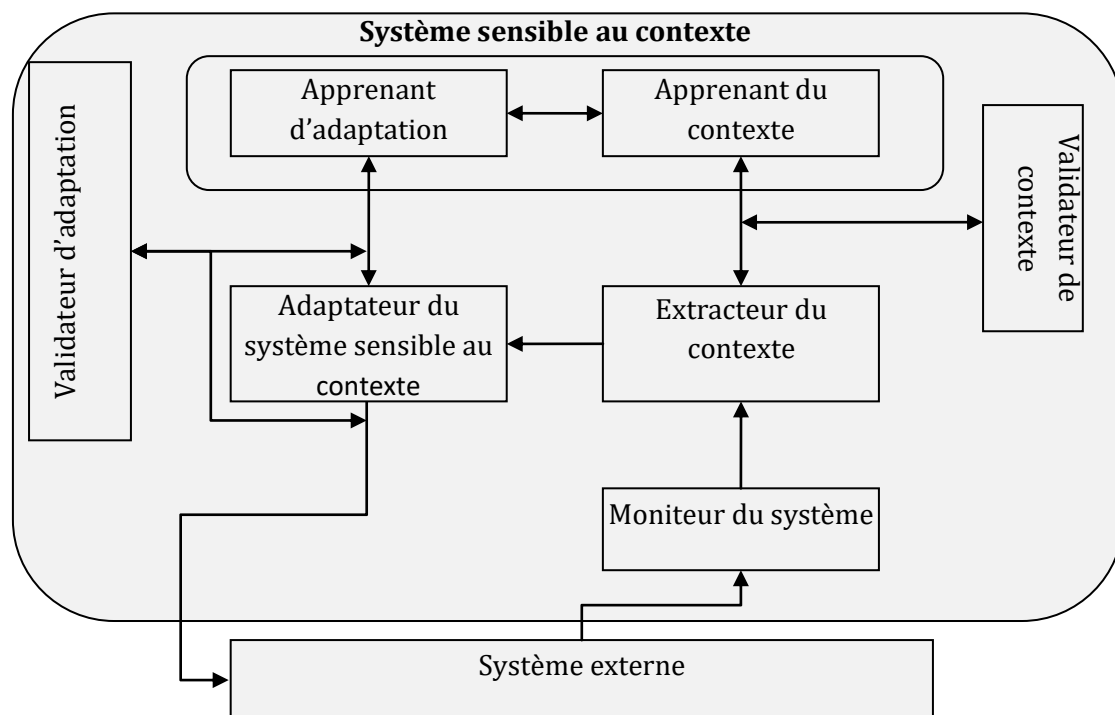 Système sensible au contexte
Apprenant
d’adaptation
Apprenant du
contexte
Validateur d’adaptation
Validateur de
contexte
Adaptateur du
système sensible au
contexte
Extracteur du
contexte
Moniteur du système
Système externe